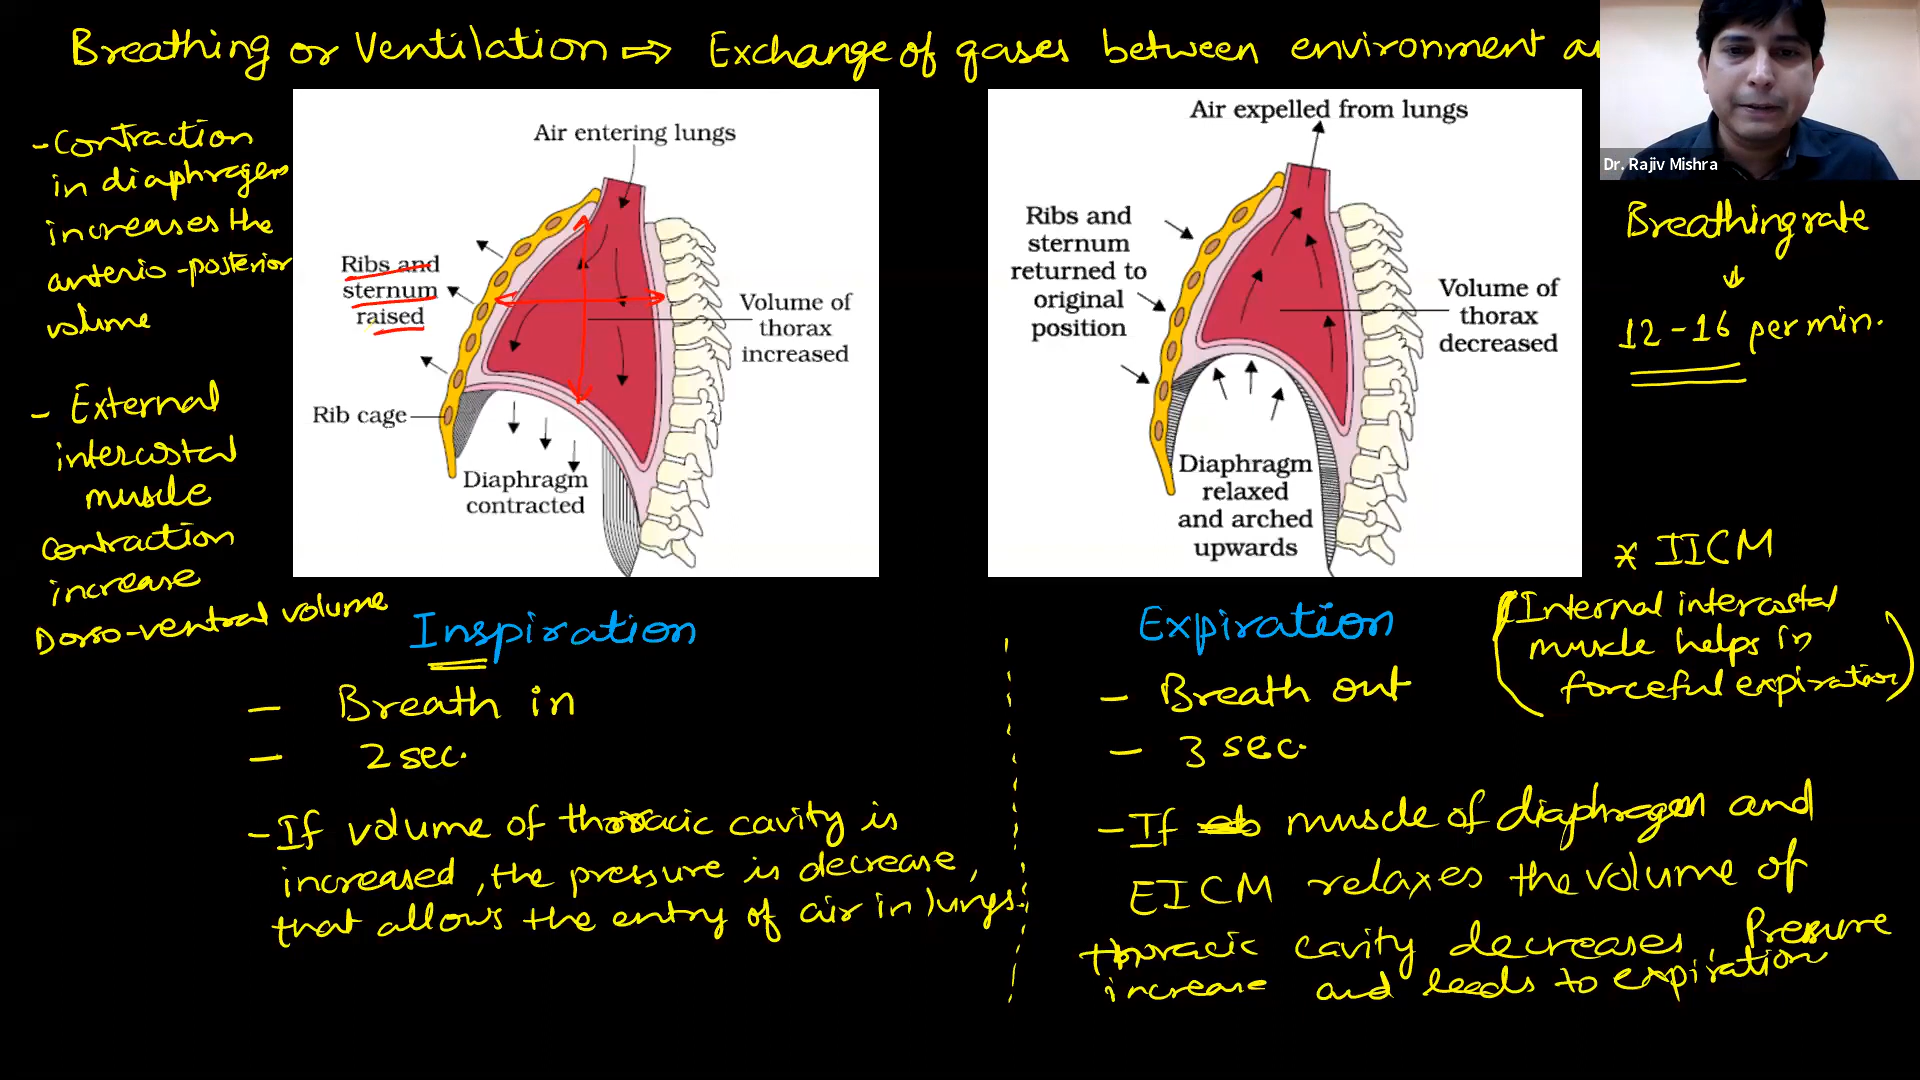 Breathing or Ventilation ⇒ Exchange of gases between environment
Dr. Rajiv Mishra
- Contraction
in diaphragm
increases the
anterio-posterior
volume
- External
intercostal
muscle
contraction
increase
Dorso-ventral volume
Air entering lungs
Ribs and
sternum
raised
Volume of
thorax
increased
Rib cage
Diaphragm
contracted
Air expelled from lungs
Ribs and
sternum
returned to
original
position
Volume of
thorax
decreased
Diaphragm
relaxed
and arched
upwards
Breathing rate
↓
12-16 per min.
* IICM
(Internal intercostal
muscle helps in
forceful expiration)
Inspiration
- Breath in
- 2 sec.
- If volume of thoracic cavity is
increased, the pressure is decrease,
that allows the entry of air in lungs.
Expiration
- Breath out
- 3 sec.
- If muscle of diaphragm and
EICM relaxes the volume of
thoracic cavity decreases, Pressure
increase and leeds to expiration